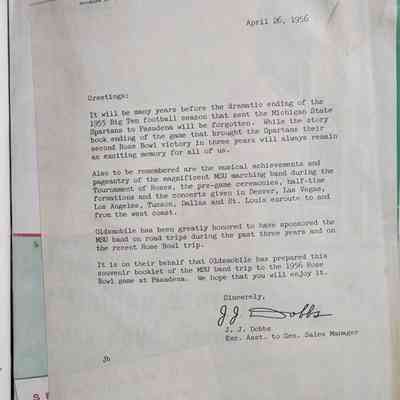 April 26, 1956
Greetings:
It will be many years before the dramatic ending of the
1955 Big Ten football season that sent the Michigan State
Spartans to Pasadena will be forgotten. While the story
book ending of the game that brought the Spartans their
second Rose Bowl victory in three years will always remain
an exciting memory for all of us.
Also to be remembered are the musical achievements and
pageantry of the magnificent MSU marching band during the
Tournament of Roses, the pre-game ceremonies, half-time
formations and the concerts given in Denver, Las Vegas,
Los Angeles, Tucson, Dallas and St. Louis enroute to and
from the west coast.
Oldsmobile has been greatly honored to have sponsored the
MSU band on road trips during the past three years and on
the recent Rose Bowl trip.
It is on their behalf that Oldsmobile has prepared this
souvenir booklet of the MSU band trip to the 1956 Rose
Bowl game at Pasadena. We hope that you will enjoy it.
Sincerely,
J.J. Dobbs
J. J. Dobbs
Exc. Asst. to Gen. Sales Manager